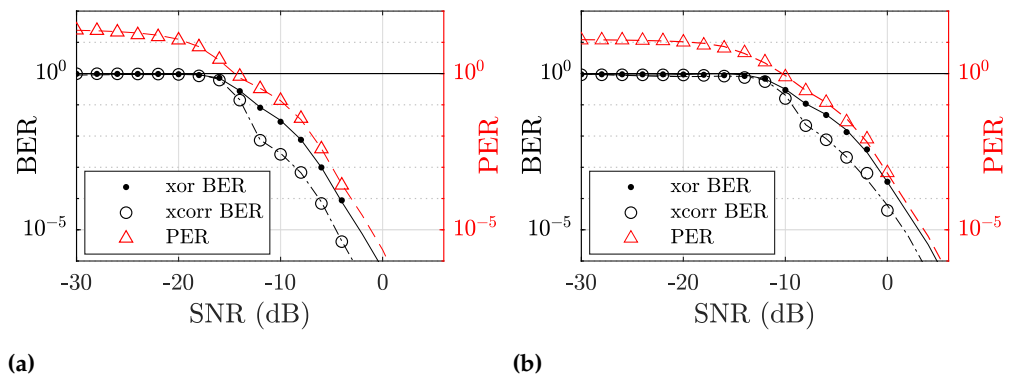 10^0
10^-5
BER
-30
-20
-10
0
SNR (dB)
10^0
10^-5
PER
xor BER
xcorr BER
PER
(a)
10^0
10^-5
BER
-30
-20
-10
0
SNR (dB)
10^0
10^-5
PER
xor BER
xcorr BER
PER
(b)